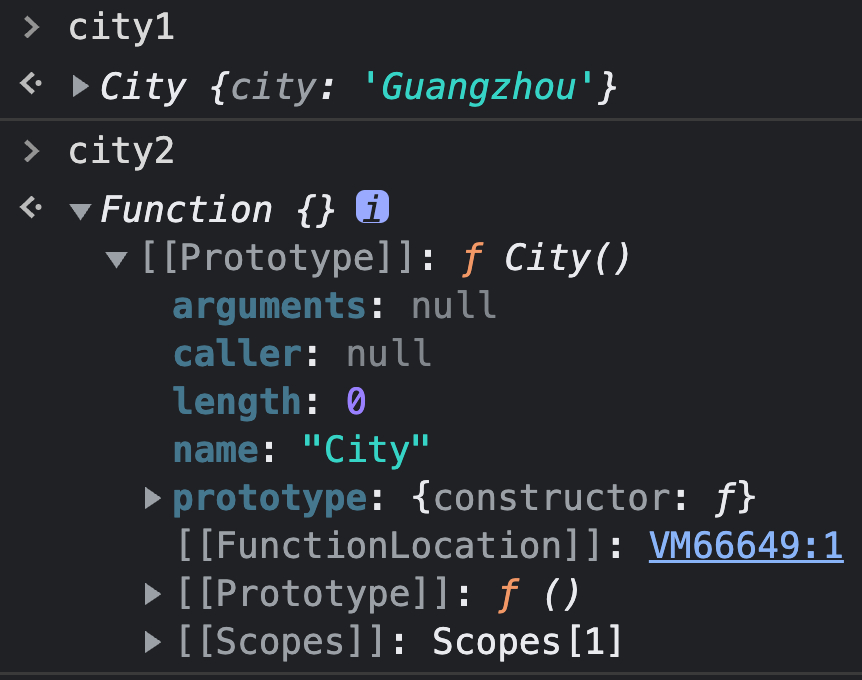 > city1
<· ▶ City {city: 'Guangzhou'}
> city2
<· ▼ Function {} i
▼ [[Prototype]]: ƒ City()
arguments: null
caller: null
length: 0
name: "City"
▶ prototype: {constructor: ƒ}
[[FunctionLocation]]: VM66649:1
▶ [[Prototype]]: ƒ ()
▶ [[Scopes]]: Scopes[1]